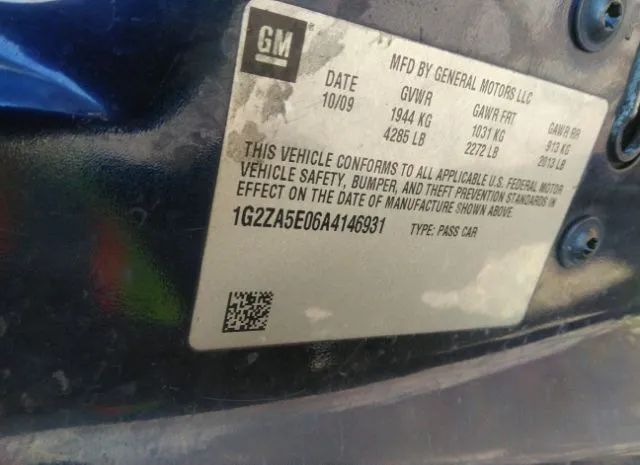 GM
MFD BY GENERAL MOTORS LLC
DATE GVWR GAWR FRT GAWR RR
10/09 1944 KG 1031 KG 913 KG
4285 LB 2272 LB 2013 LB
THIS VEHICLE CONFORMS TO ALL APPLICABLE U.S. FEDERAL MOTOR
VEHICLE SAFETY, BUMPER, AND THEFT PREVENTION STANDARDS IN
EFFECT ON THE DATE OF MANUFACTURE SHOWN ABOVE.
1G2ZA5E06A4146931 TYPE: PASS CAR